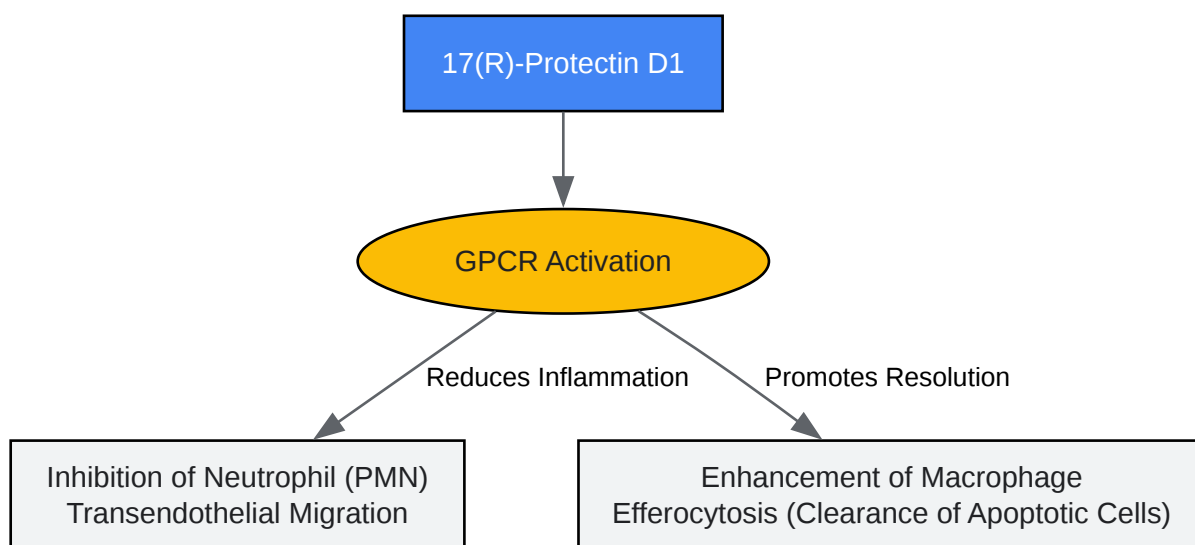 17(R)-Protectin D1
GPCR Activation
Reduces Inflammation
Promotes Resolution
Inhibition of Neutrophil (PMN)
Transendothelial Migration
Enhancement of Macrophage
Efferocytosis (Clearance of Apoptotic Cells)